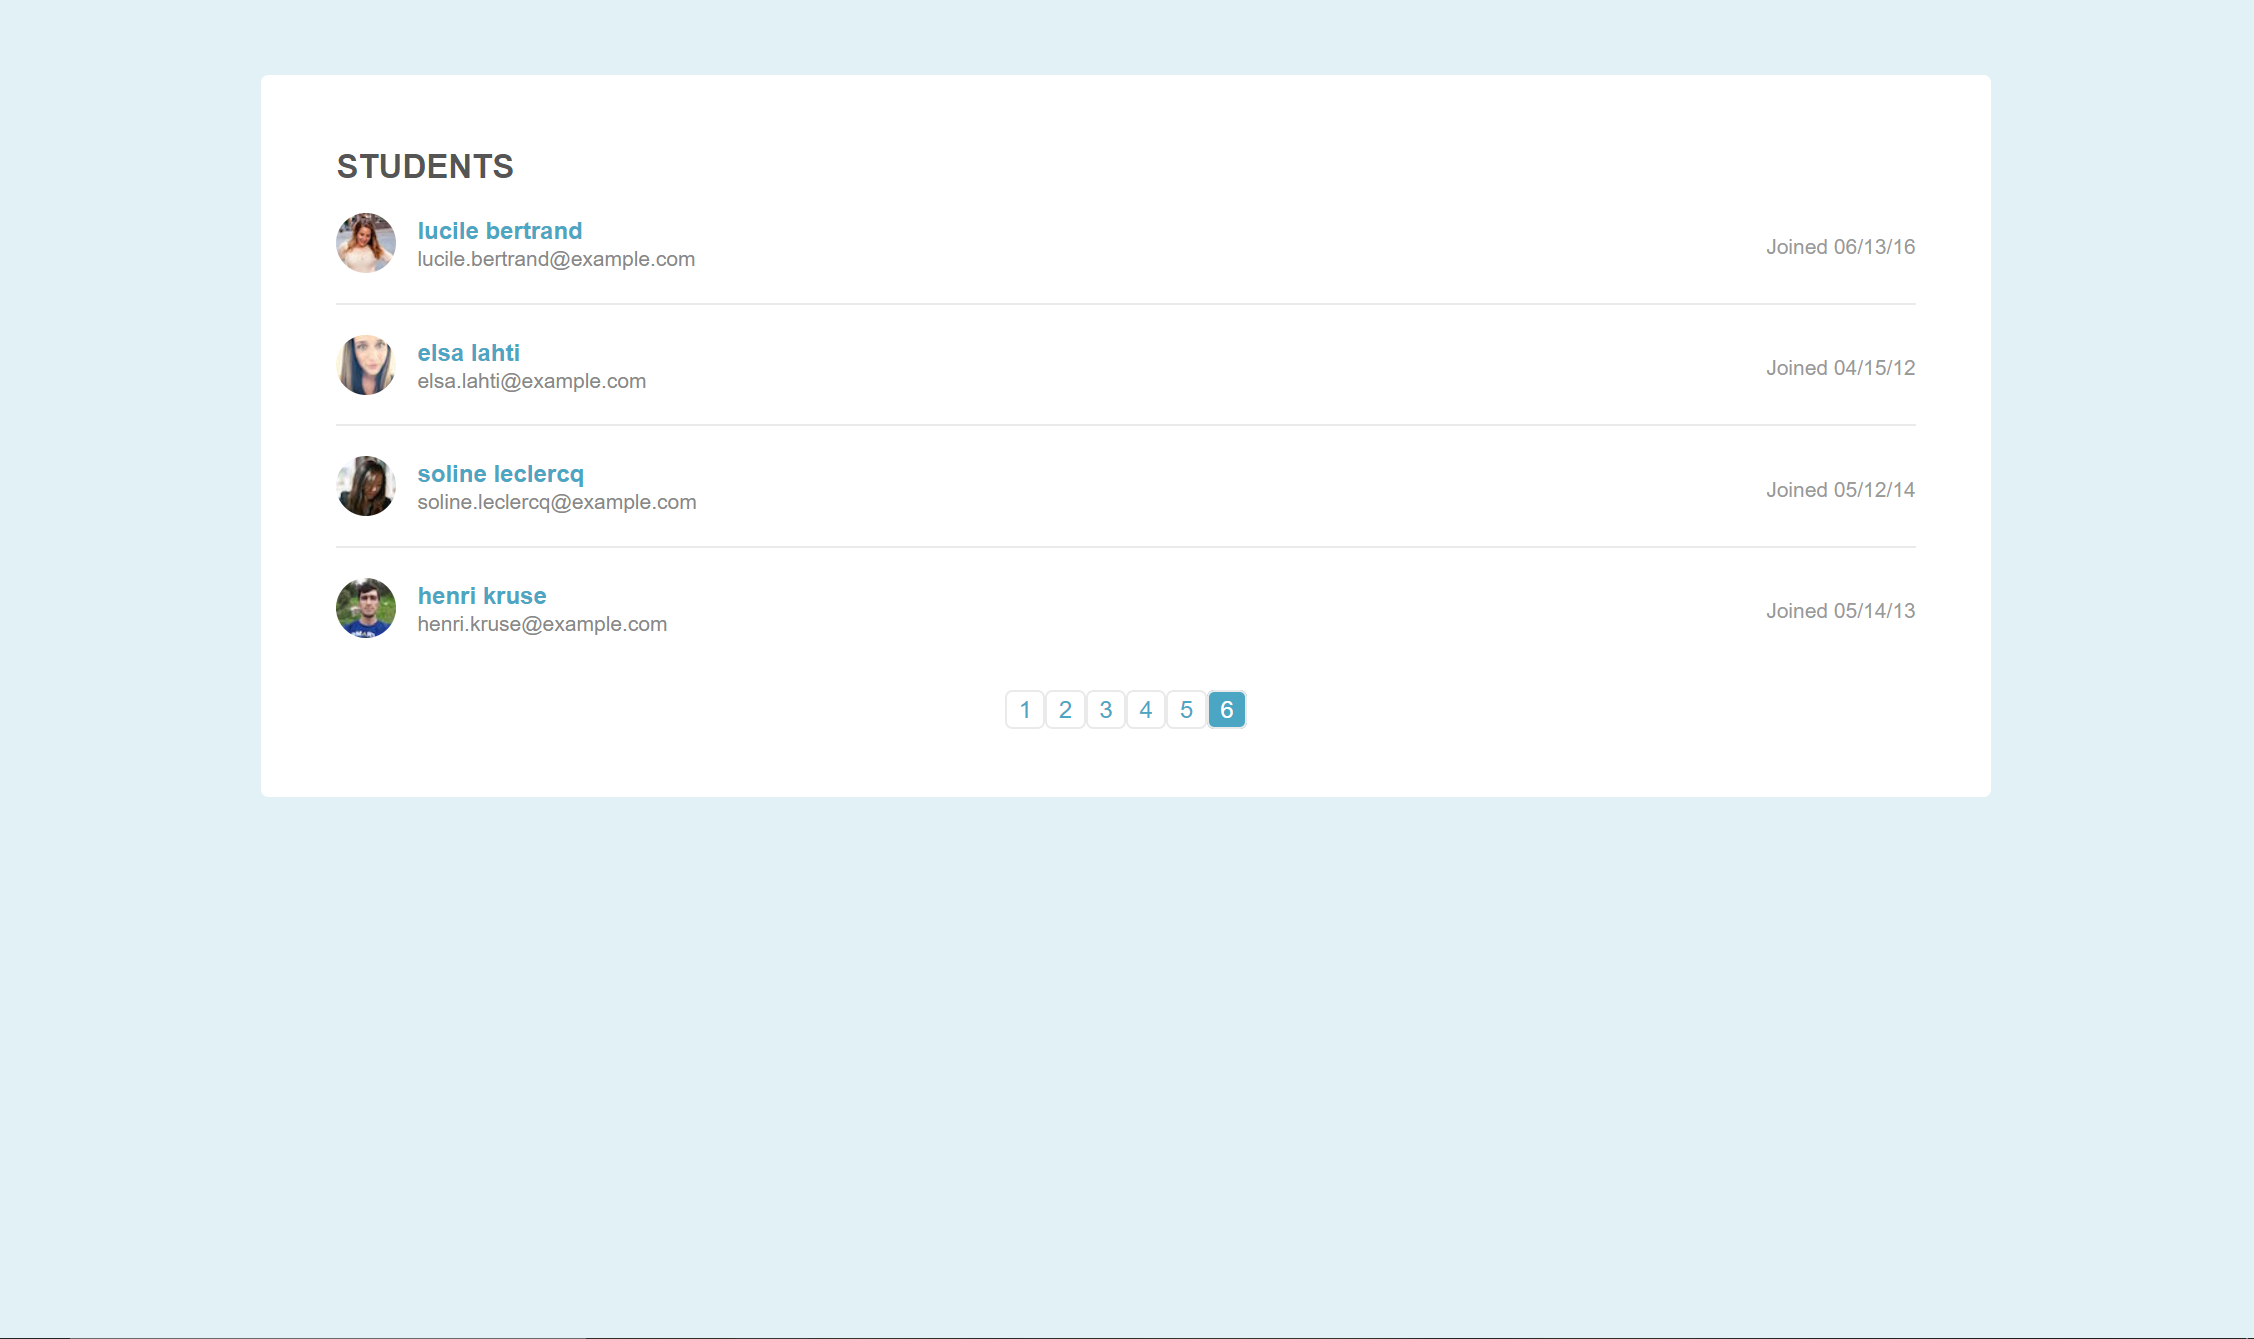 STUDENTS
lucile bertrand
lucile.bertrand@example.com
Joined 06/13/16
elsa lahti
elsa.lahti@example.com
Joined 04/15/12
soline leclercq
soline.leclercq@example.com
Joined 05/12/14
henri kruse
henri.kruse@example.com
Joined 05/14/13
1 2 3 4 5 6